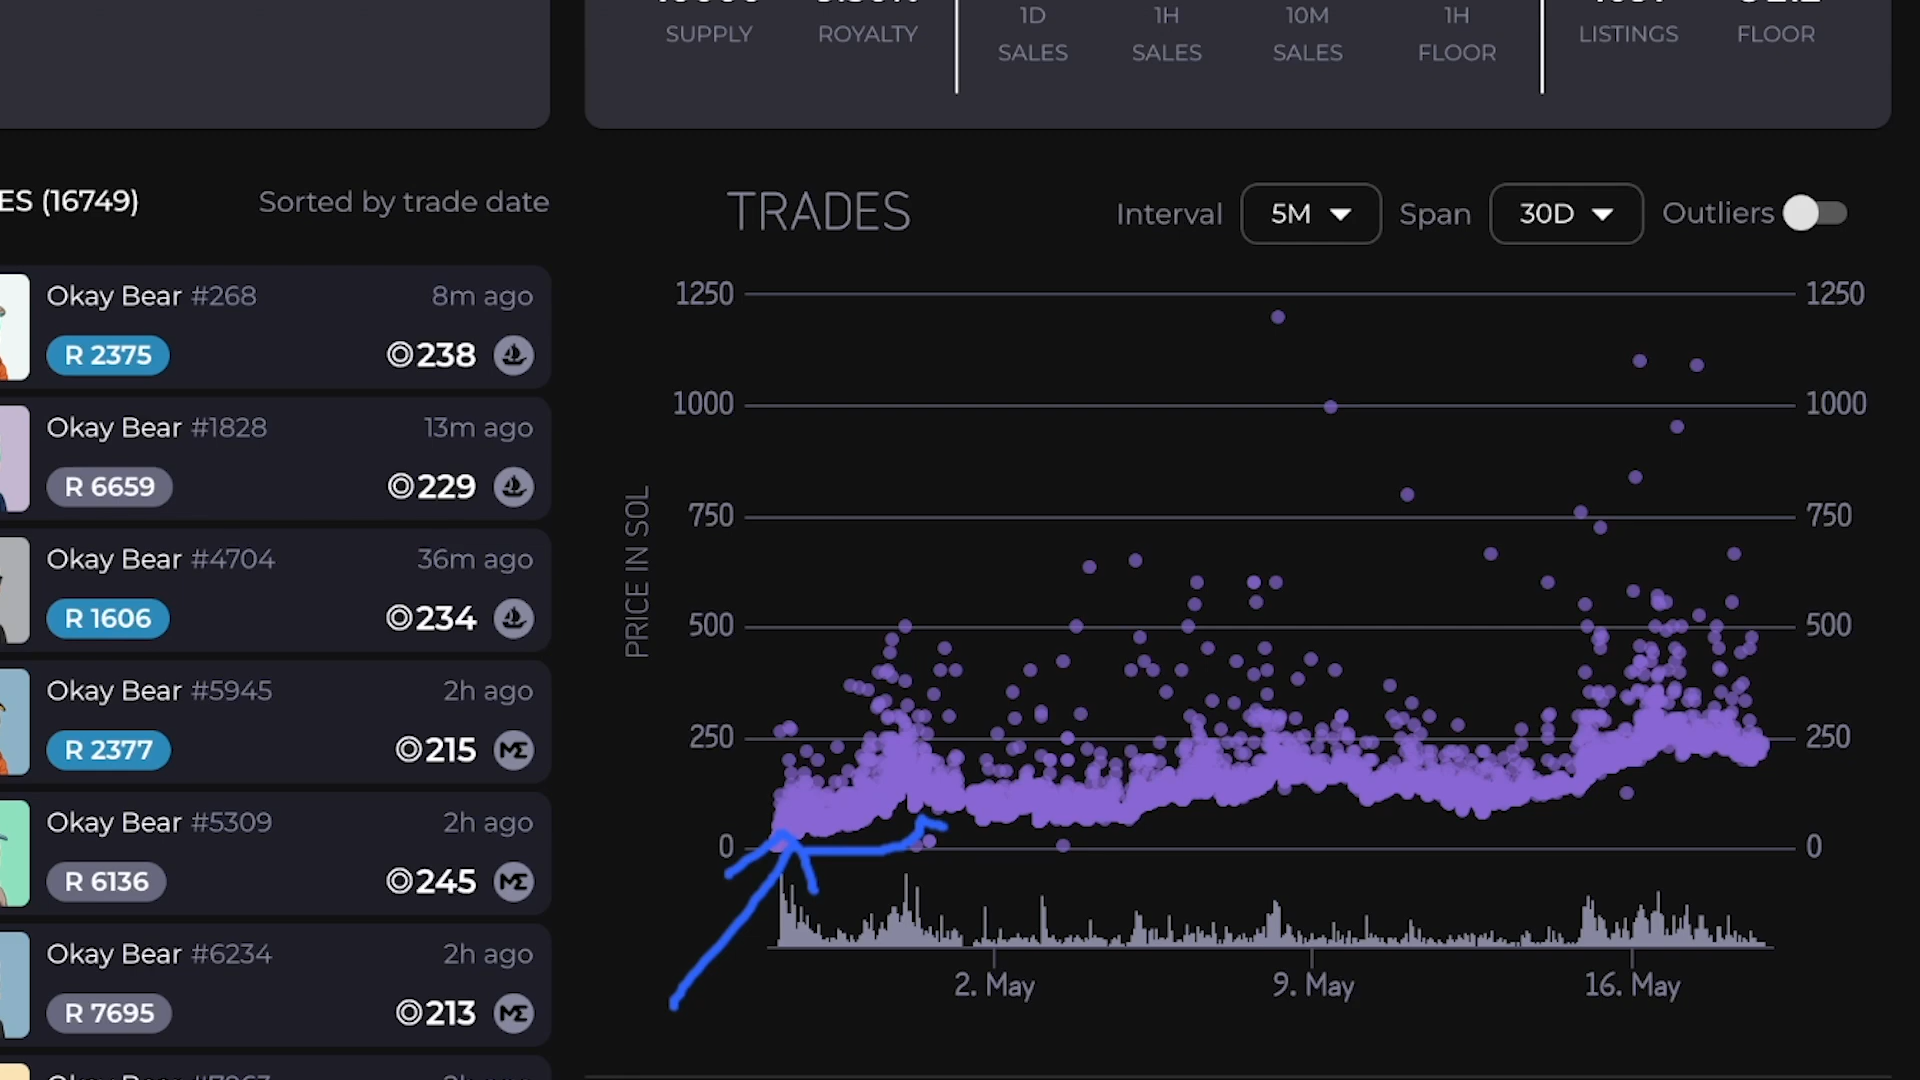 SUPPLY ROYALTY
1D SALES
1H SALES
10M SALES
1H FLOOR
LISTINGS FLOOR
ES (16749) Sorted by trade date
Okay Bear #268 8m ago
R 2375 238
Okay Bear #1828 13m ago
R 6659 229
Okay Bear #4704 36m ago
R 1606 234
Okay Bear #5945 2h ago
R 2377 215 ME
Okay Bear #5309 2h ago
R 6136 245 ME
Okay Bear #6234 2h ago
R 7695 213 ME
TRADES Interval 5M Span 30D Outliers
PRICE IN SOL
1250 1250
1000 1000
750 750
500 500
250 250
0 0
2. May 9. May 16. May